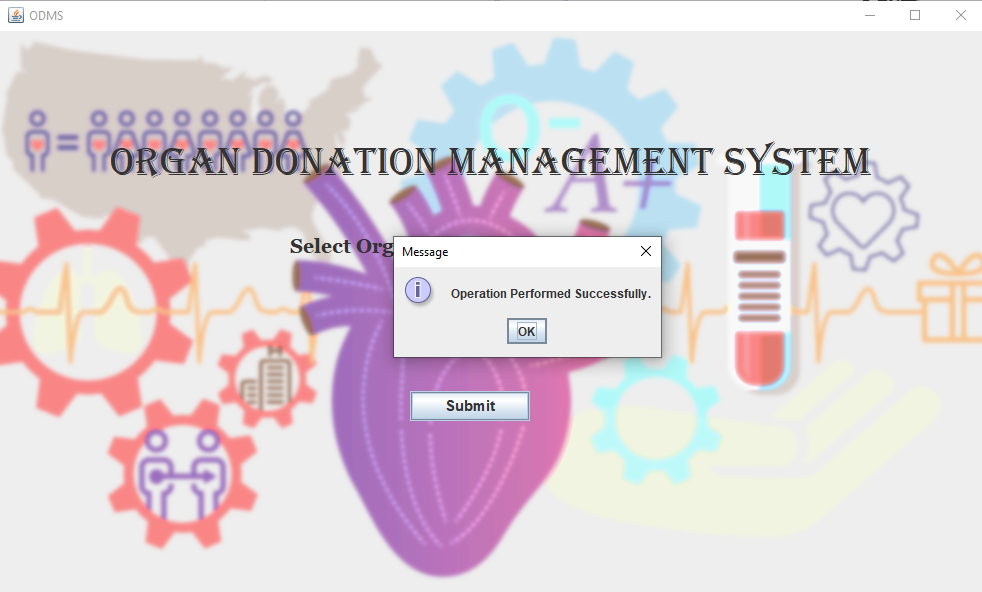 ODMS
A+
ORGAN DONATION MANAGEMENT SYSTEM
Select Org
Message
Operation Performed Successfully.
OK
Submit